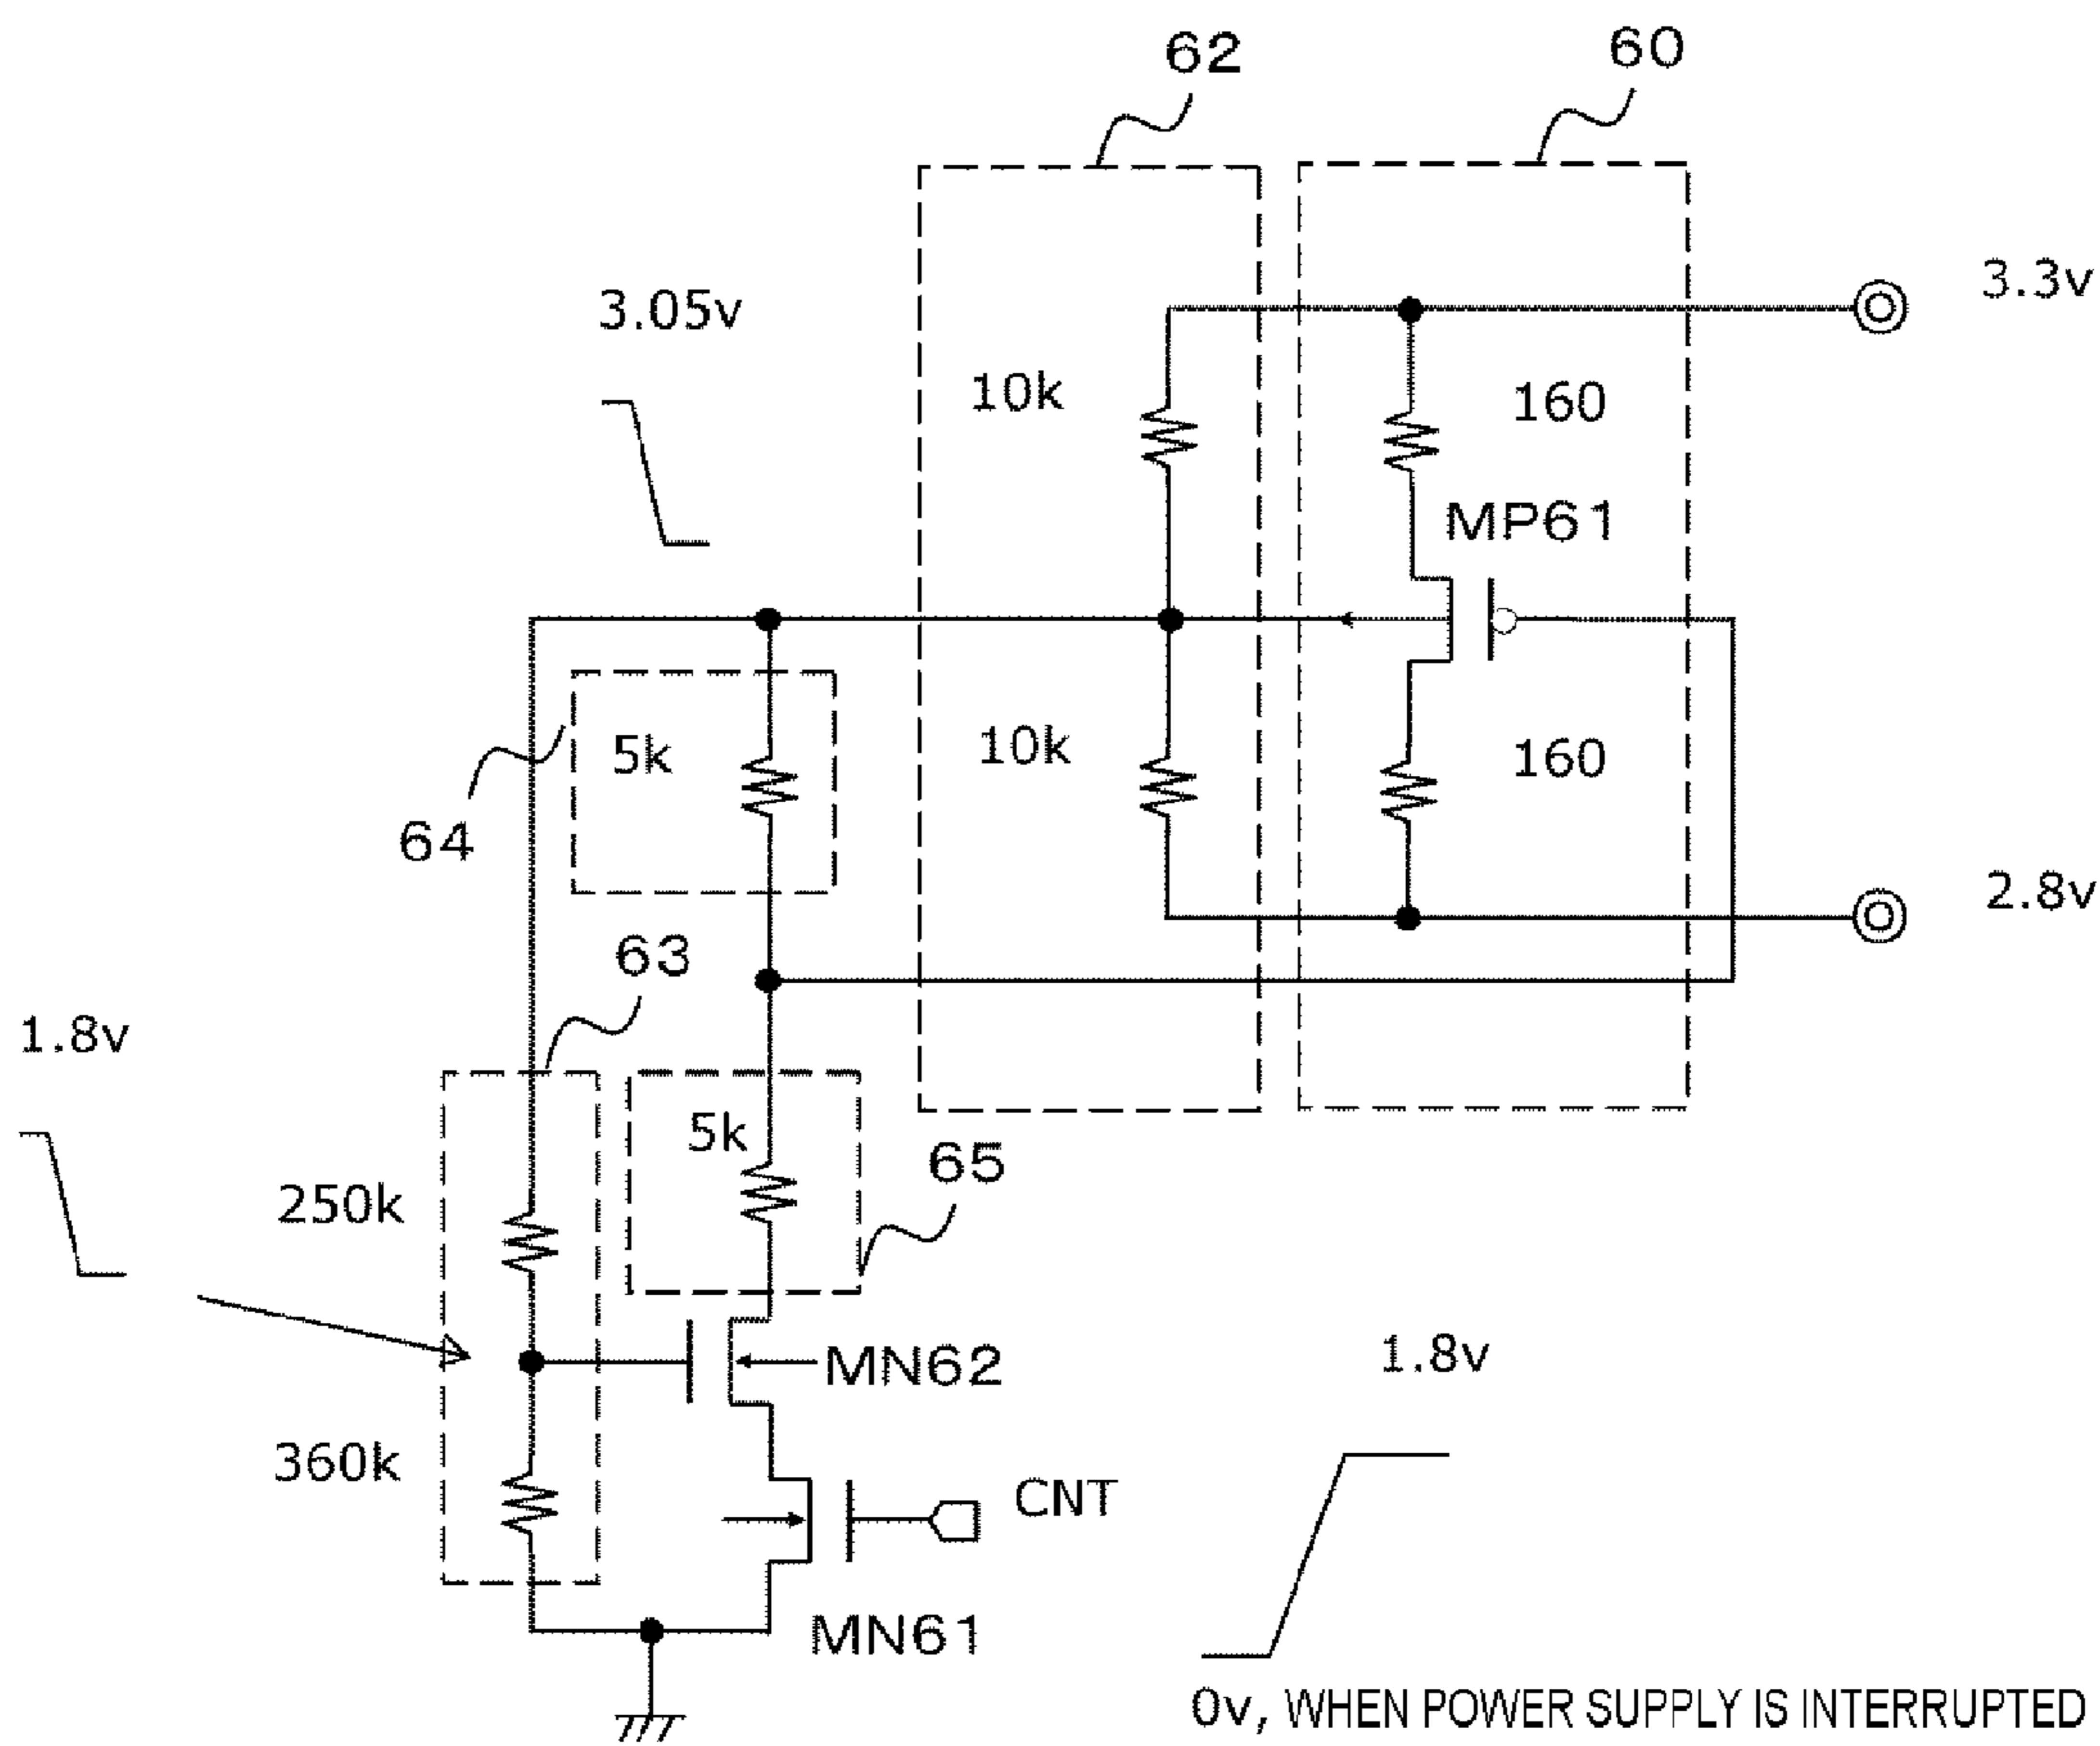 62
60
3.3v
3.05v
10k
160
MP61
5k
10k
160
64
2.8v
63
1.8v
5k
65
250k
MN62
1.8v
360k
CNT
MN61
0v, WHEN POWER SUPPLY IS INTERRUPTED